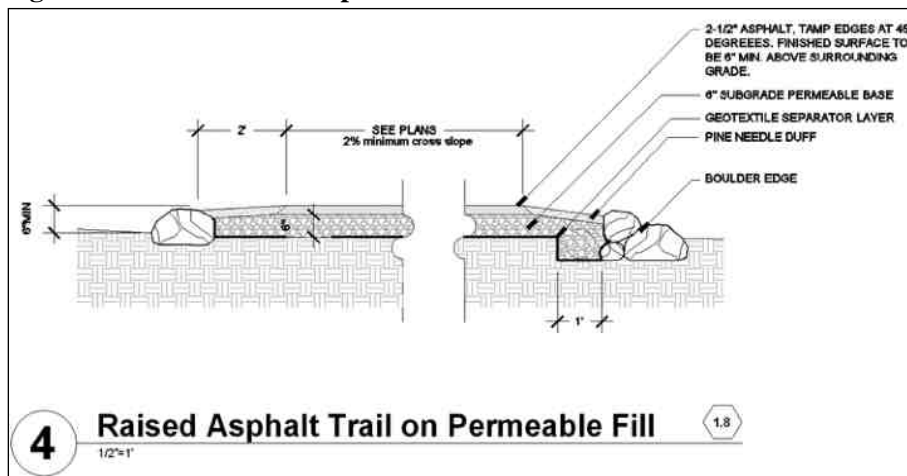 2-1/2" ASPHALT, TAMP EDGES AT 45
DEGREEES. FINISHED SURFACE TO
BE 6" MIN. ABOVE SURROUNDING
GRADE.
6" SUBGRADE PERMEABLE BASE
GEOTEXTILE SEPARATOR LAYER
PINE NEEDLE DUFF
BOULDER EDGE
2'
SEE PLANS
2% minimum cross slope
6"MIN
6"
1'
4
Raised Asphalt Trail on Permeable Fill
1.8
1/2"=1'